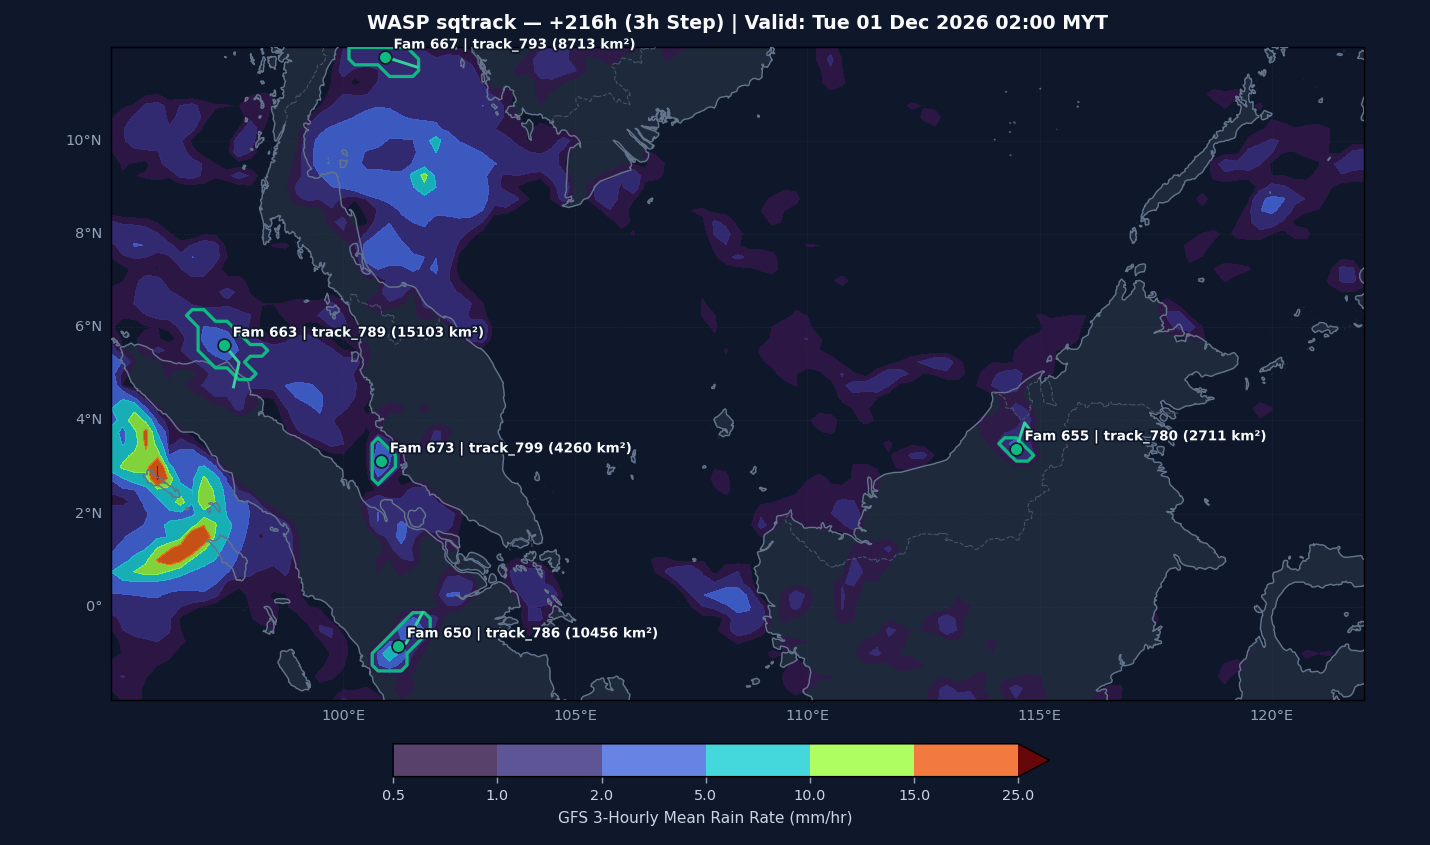 WASP sqtrack — +216h (3h Step) | Valid: Tue 01 Dec 2026 02:00 MYT
Fam 667 | track_793 (8713 km²)
10°N
8°N
6°N
Fam 663 | track_789 (15103 km²)
4°N
Fam 673 | track_799 (4260 km²)
Fam 655 | track_780 (2711 km²)
2°N
0°
Fam 650 | track_786 (10456 km²)
100°E 105°E 110°E 115°E 120°E
0.5 1.0 2.0 5.0 10.0 15.0 25.0
GFS 3-Hourly Mean Rain Rate (mm/hr)